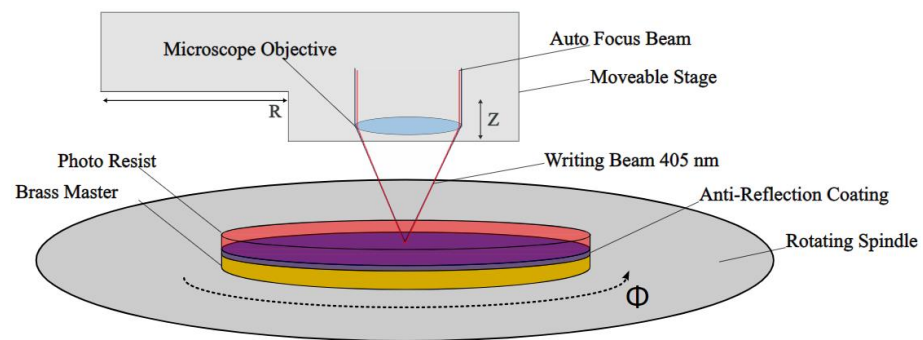 Microscope Objective
Auto Focus Beam
Moveable Stage
R
Z
Photo Resist
Brass Master
Writing Beam 405 nm
Anti-Reflection Coating
Rotating Spindle
Φ